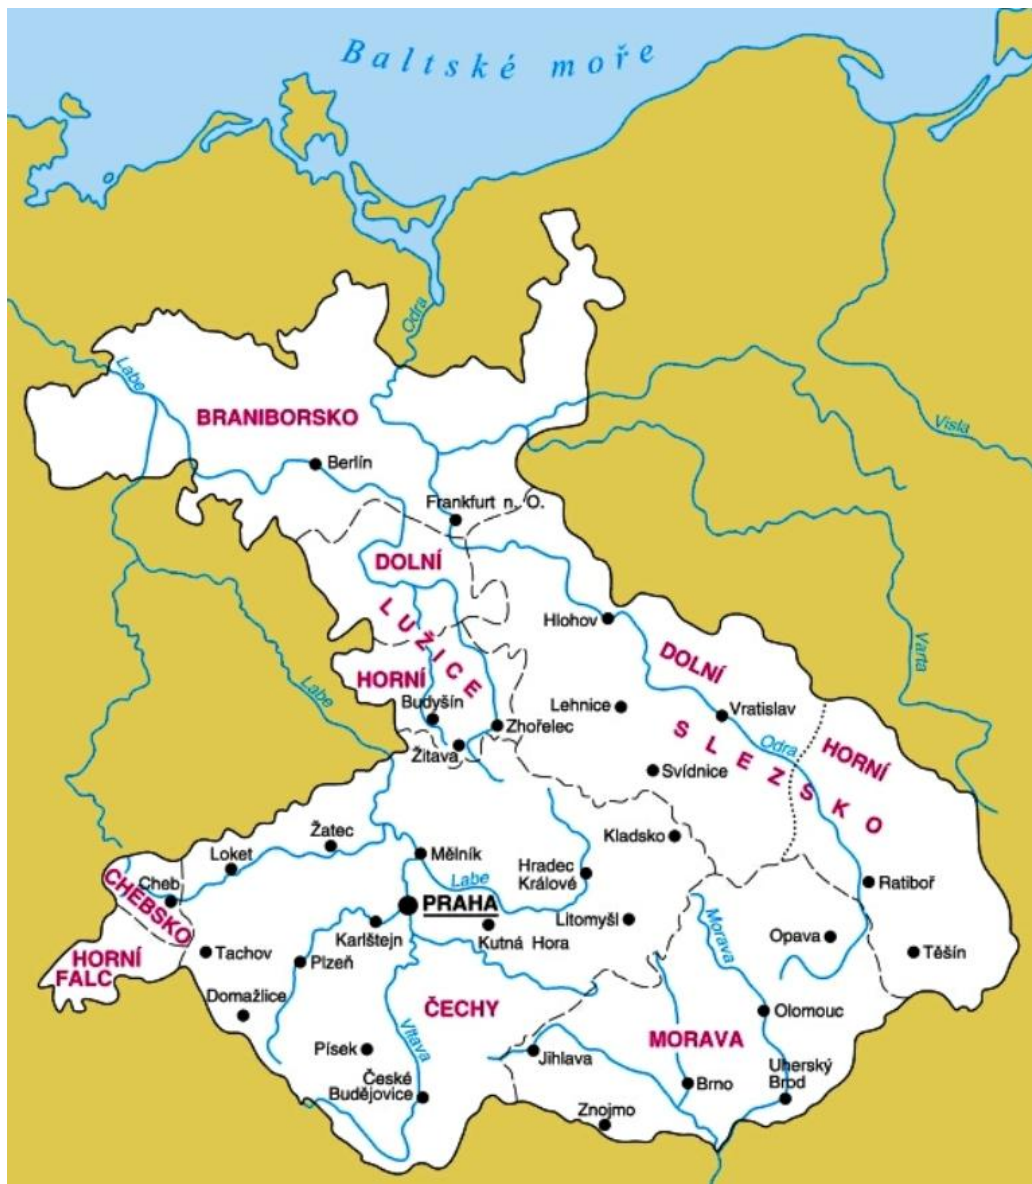 Baltské moře
Odra
Labe
BRANIBORSKO
Visla
Berlín
Frankfurt n. O.
DOLNÍ
LUŽICE
HORNÍ
Hlohov
DOLNÍ
Varta
Labe
Budyšín
Lehnice
Vratislav
Zhořelec
SLEZSKO
Odra
HORNÍ
Žitava
Svídnice
Žatec
Kladsko
Loket
Mělník
Hradec
Králové
Labe
CHEBSKO
Cheb
Ratiboř
PRAHA
Litomyšl
Morava
Karlštejn
Kutná Hora
Opava
Těšín
HORNÍ
FALC
Tachov
Plzeň
Domažlice
ČECHY
Olomouc
Vltava
MORAVA
Písek
Jihlava
Uherský
Brod
České
Budějovice
Brno
Znojmo